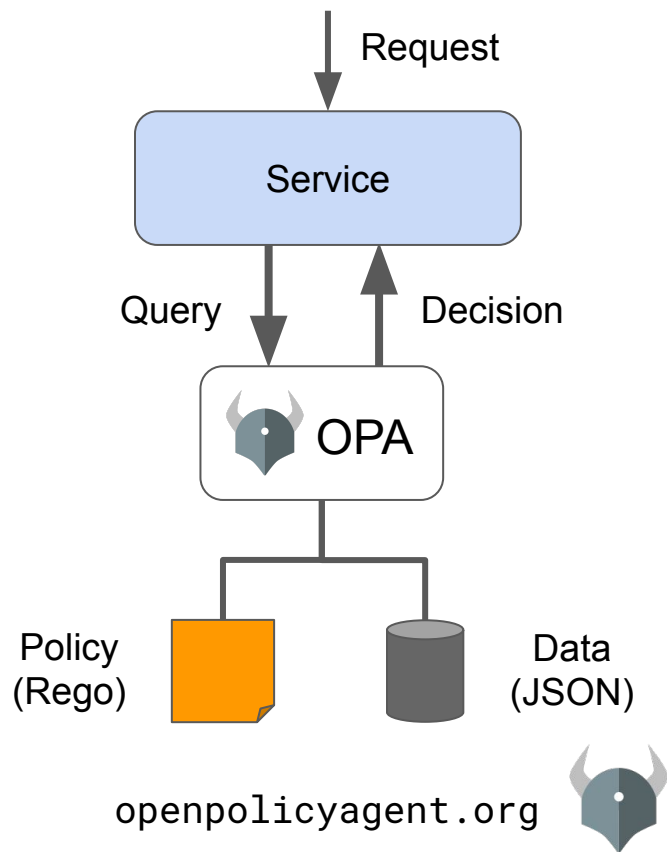 Request
Service
Query
Decision
OPA
Policy
(Rego)
Data
(JSON)
openpolicyagent.org